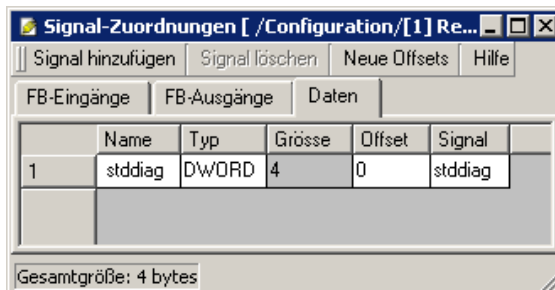 Signal-Zuordnungen [ /Configuration/[1] Re...
Signal hinzufügen Signal löschen Neue Offsets Hilfe
FB-Eingänge FB-Ausgänge Daten
Name Typ Grösse Offset Signal
1 stddiag DWORD 4 0 stddiag
Gesamtgröße: 4 bytes